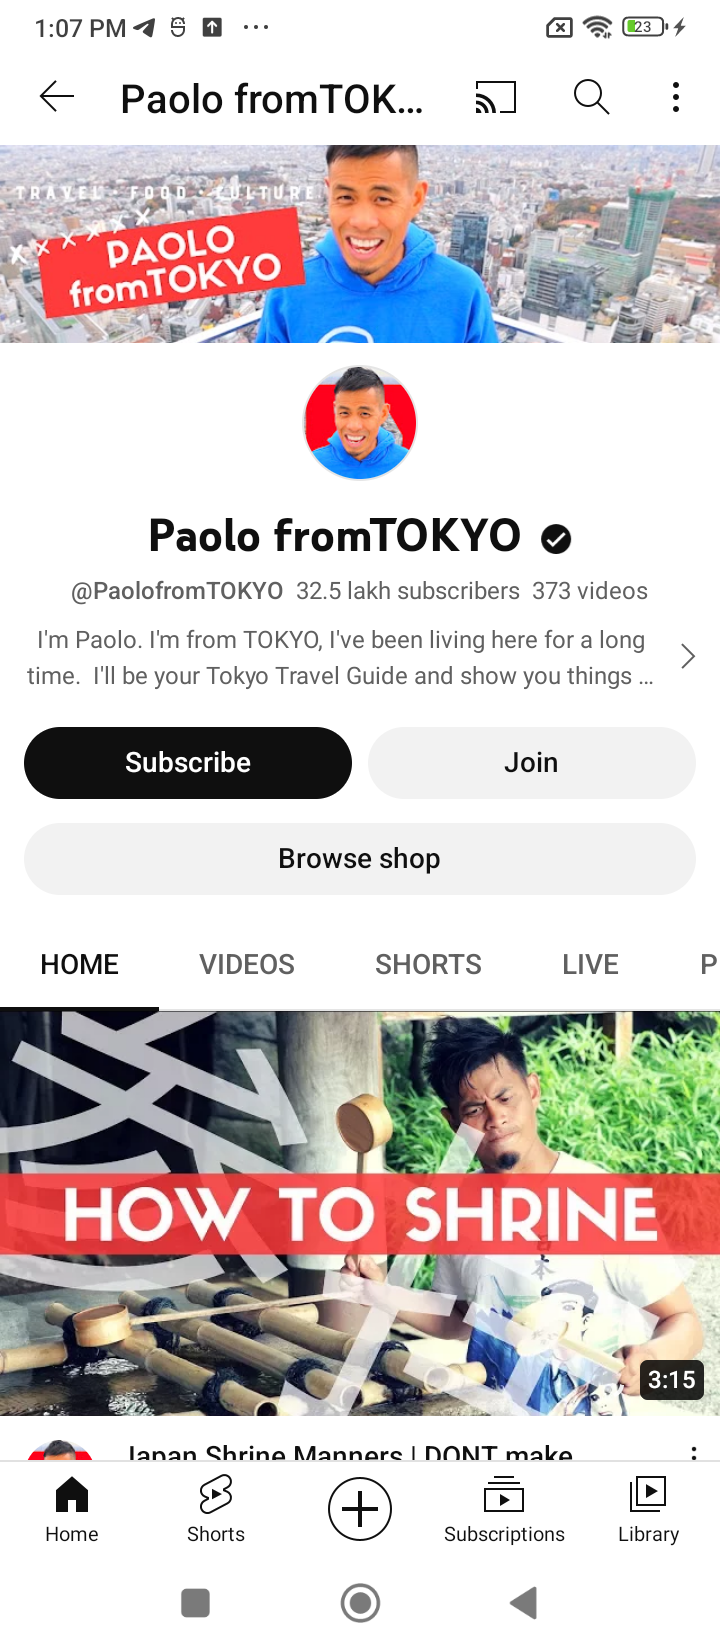 1:07 PM
23
Paolo fromTOK...
TRAVEL · FOOD · CULTURE
PAOLO
fromTOKYO
Paolo fromTOKYO
@PaolofromTOKYO 32.5 lakh subscribers 373 videos
I'm Paolo. I'm from TOKYO, I've been living here for a long
time. I'll be your Tokyo Travel Guide and show you things ...
Subscribe
Join
Browse shop
HOME
VIDEOS
SHORTS
LIVE
P
HOW TO SHRINE
日本
3:15
Japan Shrine Manners | DONT make
Home
Shorts
Subscriptions
Library